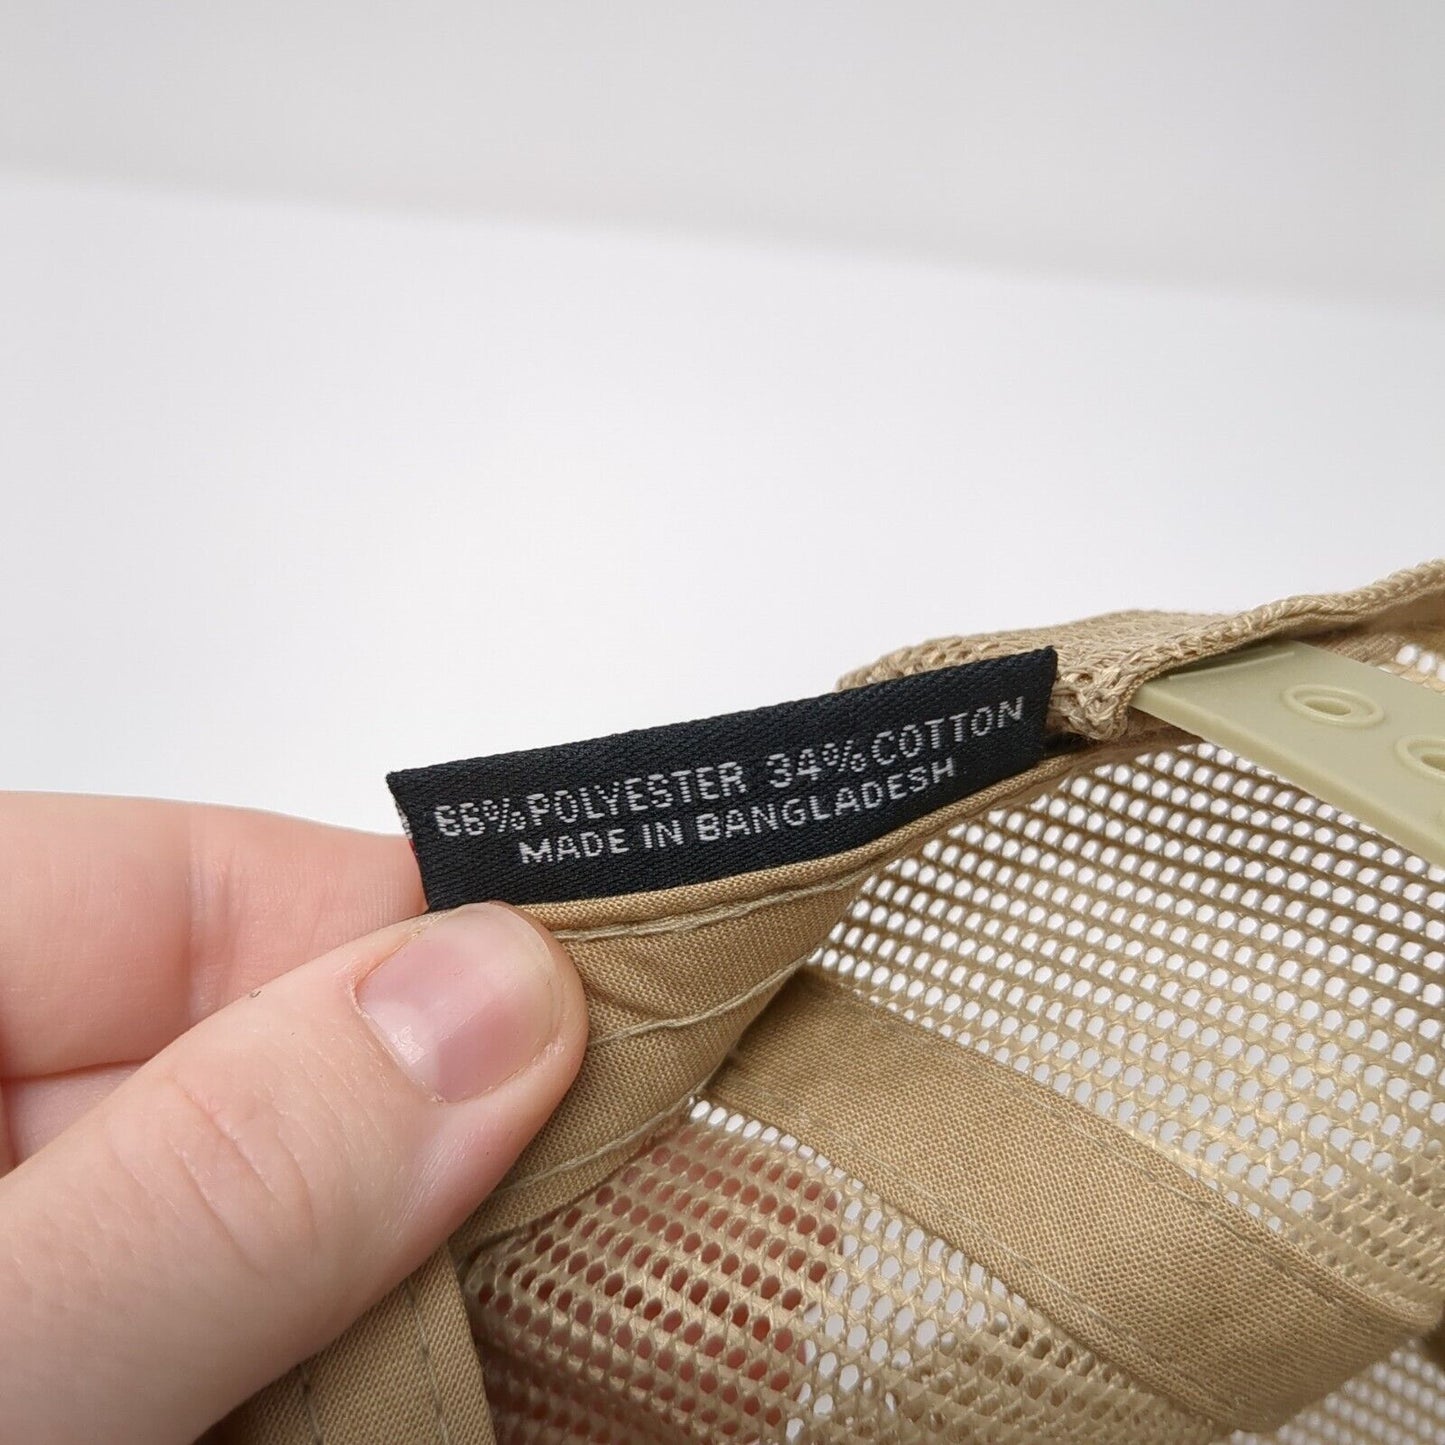 66% POLYESTER 34% COTTON
MADE IN BANGLADESH